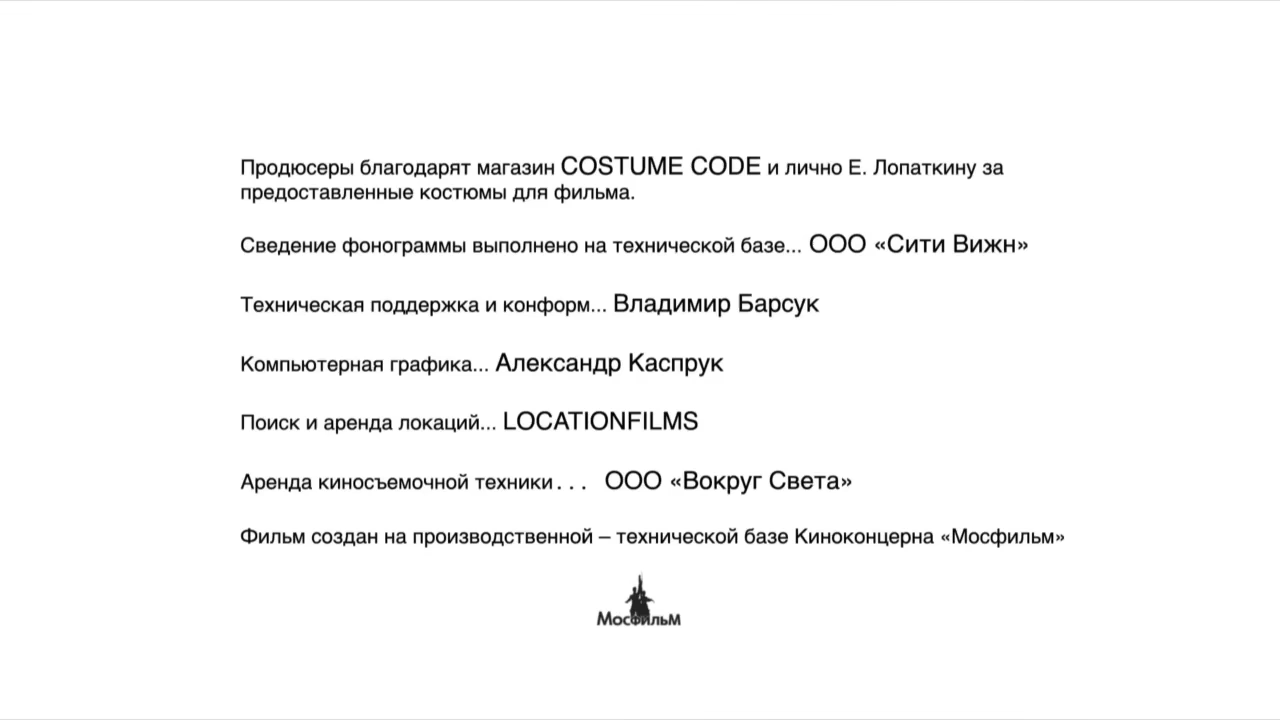 Продюсеры благодарят магазин COSTUME CODE и лично Е. Лопаткину за
предоставленные костюмы для фильма.
Сведение фонограммы выполнено на технической базе... ООО «Сити Вижн»
Техническая поддержка и конформ... Владимир Барсук
Компьютерная графика... Александр Каспрук
Поиск и аренда локаций... LOCATIONFILMS
Аренда киносъемочной техники . . . ООО «Вокруг Света»
Фильм создан на производственной – технической базе Киноконцерна «Мосфильм»
Мосфильм